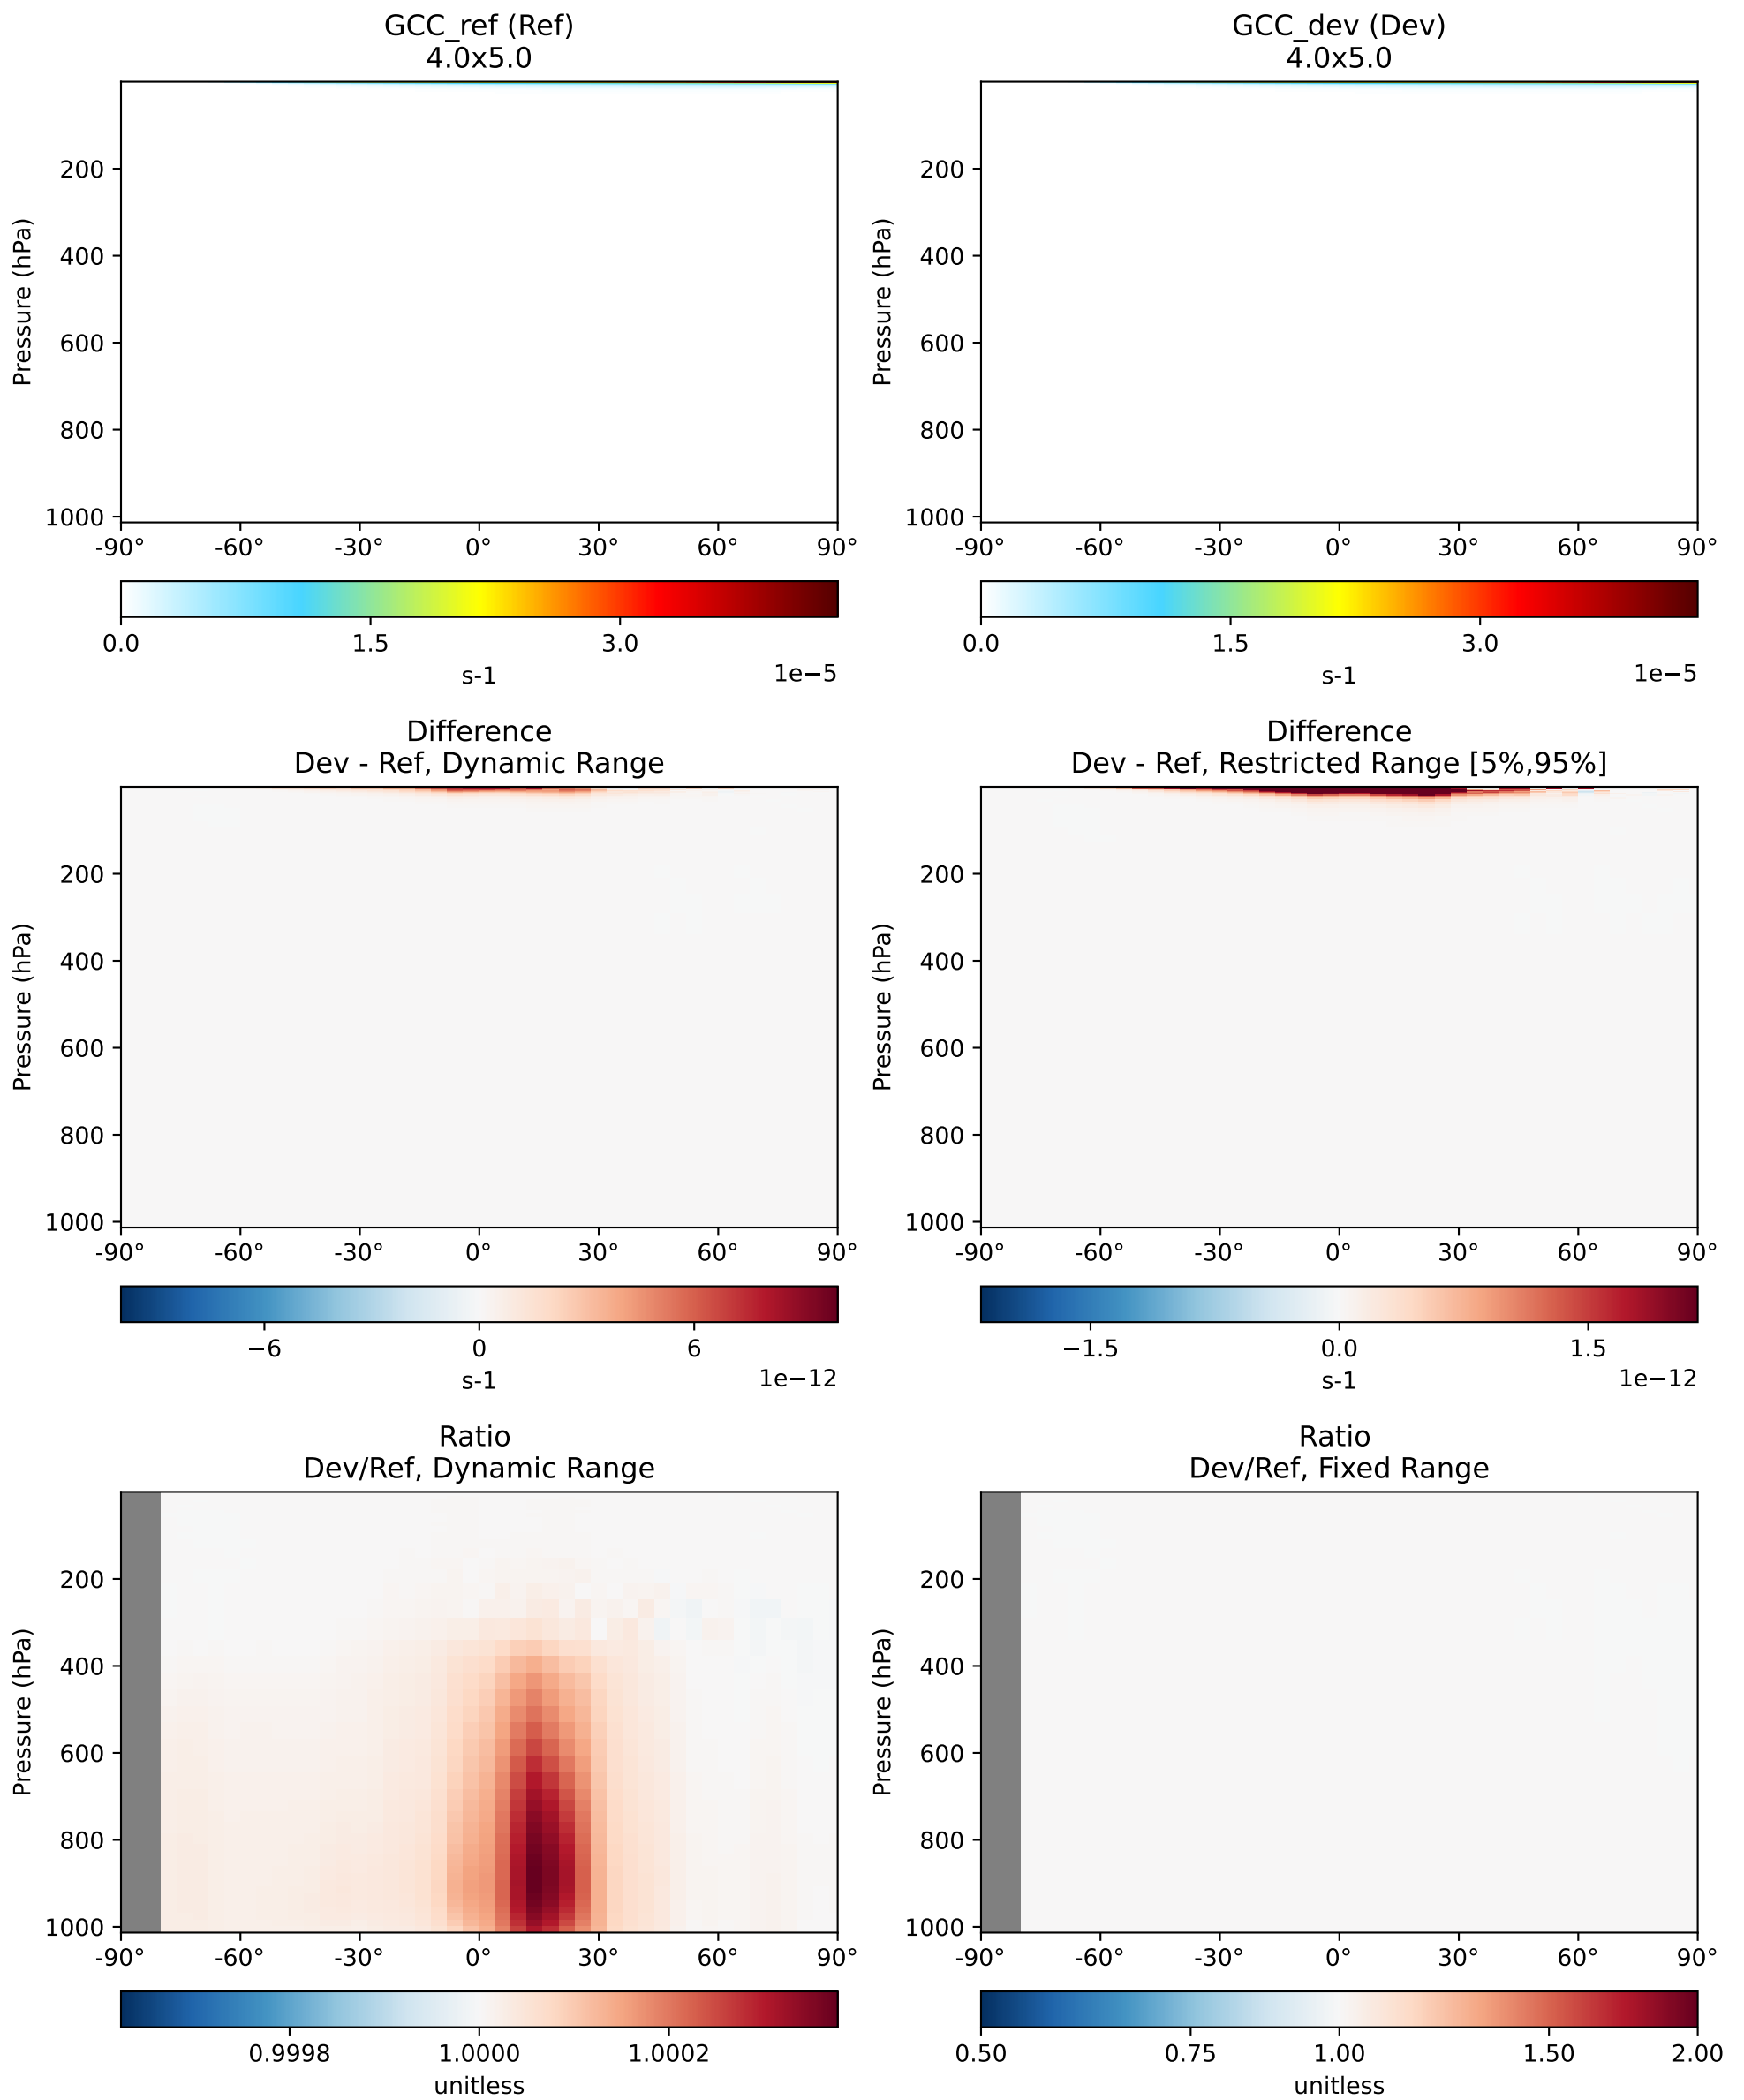 GCC_ref (Ref)
4.0x5.0
GCC_dev (Dev)
4.0x5.0
Pressure (hPa)
200
400
600
800
1000
-90° -60° -30° 0° 30° 60° 90°
Pressure (hPa)
200
400
600
800
1000
-90° -60° -30° 0° 30° 60° 90°
0.0 1.5 3.0
s-1 1e−5
0.0 1.5 3.0
s-1 1e−5
Difference
Dev - Ref, Dynamic Range
Difference
Dev - Ref, Restricted Range [5%,95%]
Pressure (hPa)
200
400
600
800
1000
-90° -60° -30° 0° 30° 60° 90°
Pressure (hPa)
200
400
600
800
1000
-90° -60° -30° 0° 30° 60° 90°
−6 0 6
s-1 1e−12
−1.5 0.0 1.5
s-1 1e−12
Ratio
Dev/Ref, Dynamic Range
Ratio
Dev/Ref, Fixed Range
Pressure (hPa)
200
400
600
800
1000
-90° -60° -30° 0° 30° 60° 90°
Pressure (hPa)
200
400
600
800
1000
-90° -60° -30° 0° 30° 60° 90°
0.9998 1.0000 1.0002
unitless
0.50 0.75 1.00 1.50 2.00
unitless